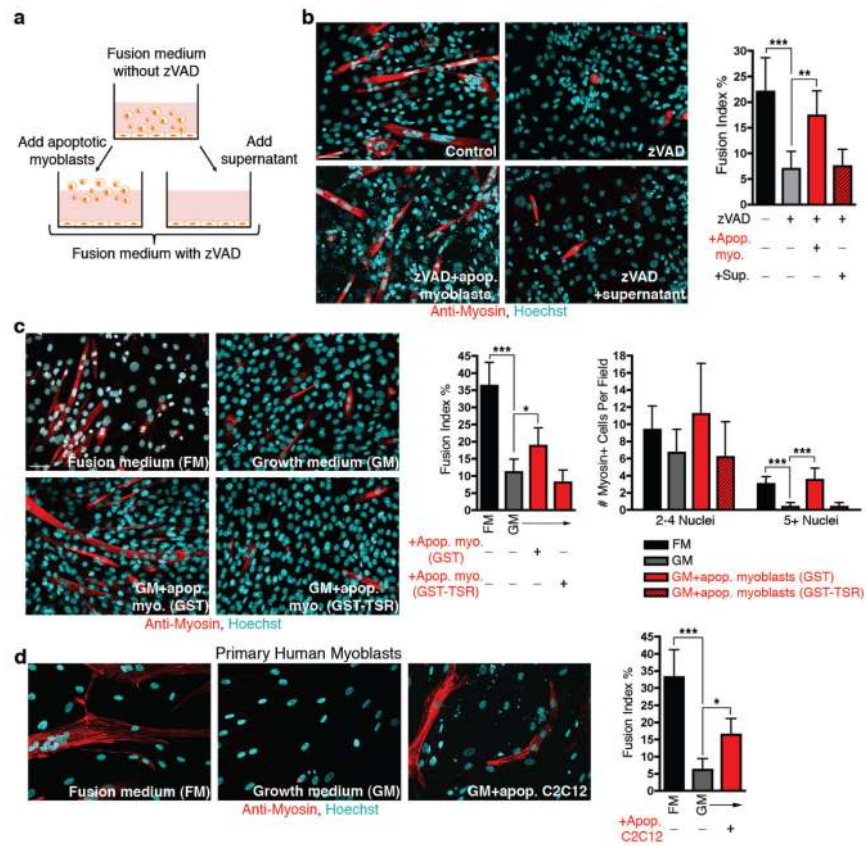 a
Fusion medium
without zVAD
Add apoptotic
myoblasts
Add
supernatant
Fusion medium with zVAD
b
Control
zVAD
zVAD+apop.
myoblasts
zVAD
+supernatant
Anti-Myosin, Hoechst
Fusion Index %
30
25
20
15
10
5
0
***
**
zVAD – + + +
+Apop.
myo. – – + –
+Sup. – – – +
c
Fusion medium (FM)
Growth medium (GM)
GM+apop.
myo. (GST)
GM+apop.
myo. (GST-TSR)
Anti-Myosin, Hoechst
Fusion Index %
45
40
35
30
25
20
15
10
5
0
***
*
FM
GM
+Apop. myo.
(GST) – – + –
+Apop. myo.
(GST-TSR) – – – +
# Myosin+ Cells Per Field
18
16
14
12
10
8
6
4
2
0
***
***
2-4 Nuclei
5+ Nuclei
FM
GM
GM+apop. myoblasts (GST)
GM+apop. myoblasts (GST-TSR)
d
Primary Human Myoblasts
Fusion medium (FM)
Growth medium (GM)
GM+apop. C2C12
Anti-Myosin, Hoechst
Fusion Index %
45
40
35
30
25
20
15
10
5
0
***
*
FM
GM
+Apop.
C2C12 – – +